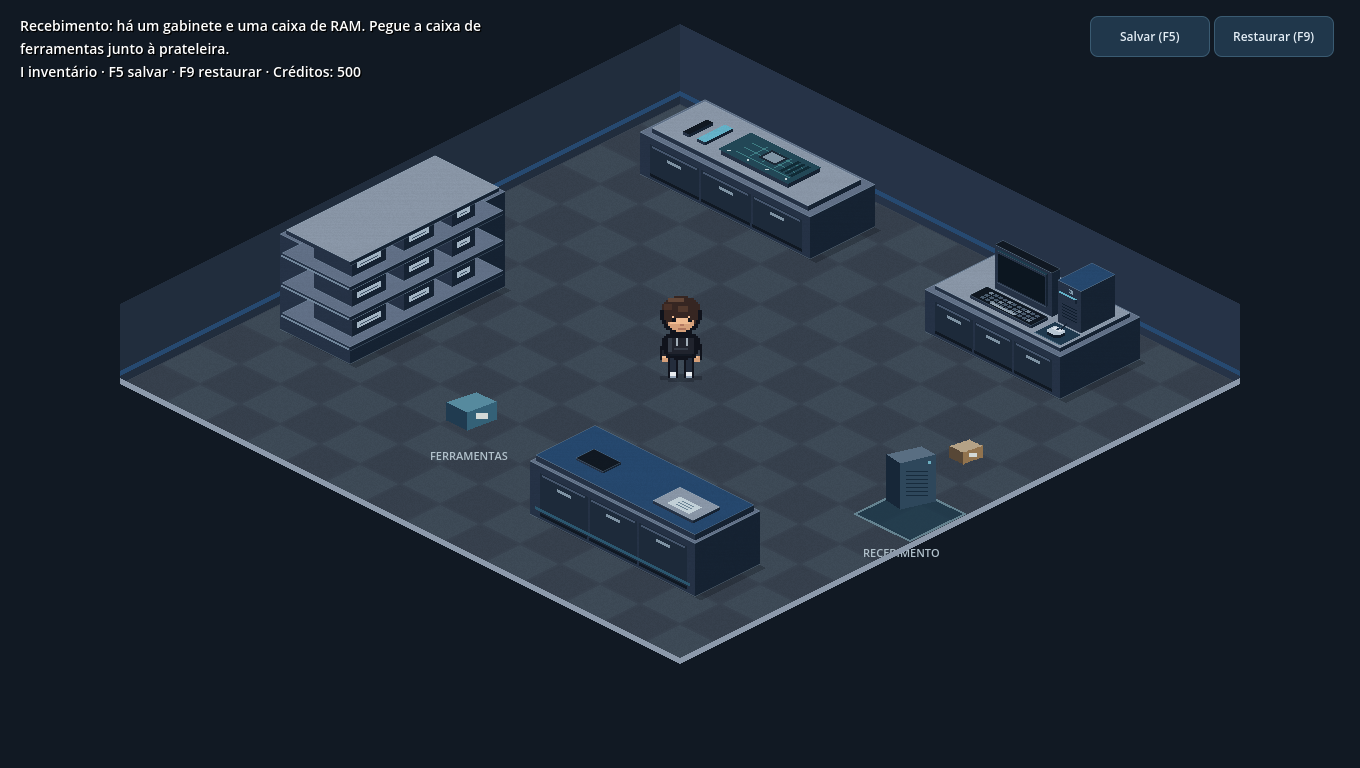 Recebimento: há um gabinete e uma caixa de RAM. Pegue a caixa de
ferramentas junto à prateleira.
I inventário · F5 salvar · F9 restaurar · Créditos: 500
Salvar (F5)
Restaurar (F9)
FERRAMENTAS
RECEBIMENTO